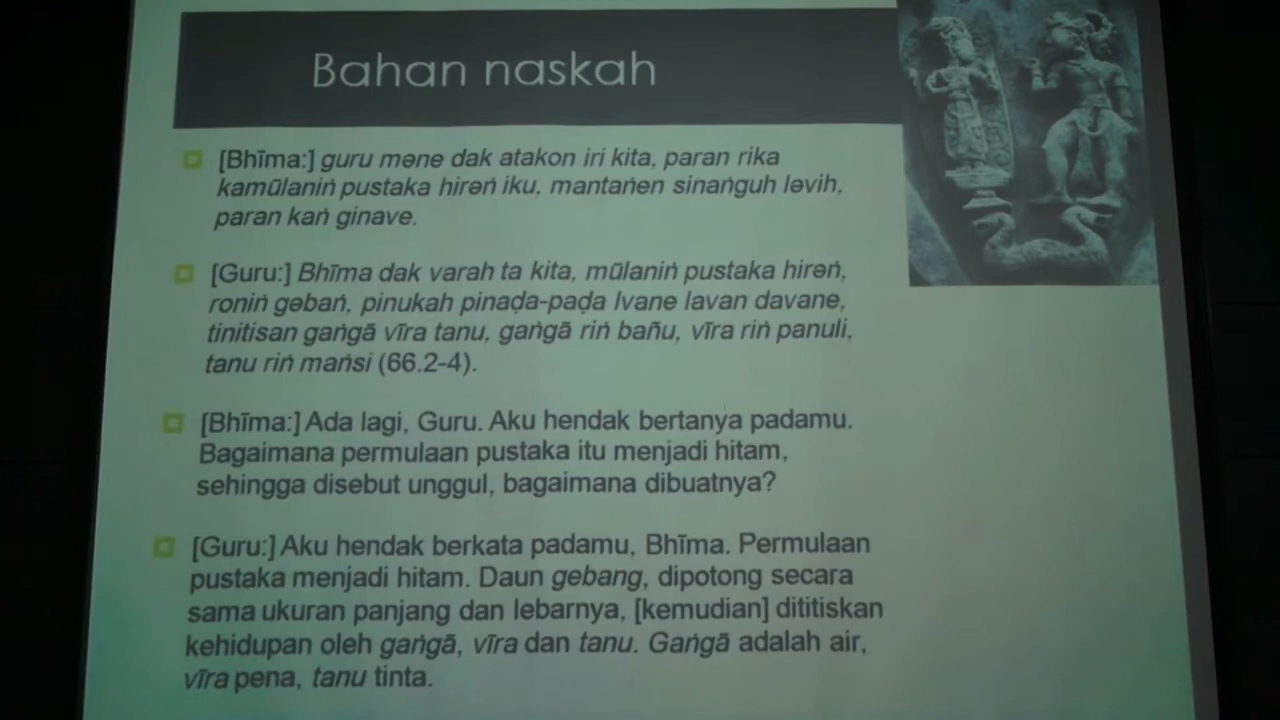 Bahan naskah
[Bhīma:] guru mǝne dak atakon iri kita, paran rika
kamūlaniṅ pustaka hirǝṅ iku, mantaṅen sinaṅguh lǝvih,
paran kaṅ ginave.
[Guru:] Bhīma dak varah ta kita, mūlaniṅ pustaka hirǝṅ,
roniṅ gǝbaṅ, pinukah pinaḍa-paḍa lvane lavan davane,
tinitisan gaṅgā vīra tanu, gaṅgā riṅ bañu, vīra riṅ panuli,
tanu riṅ maṅsi (66.2-4).
[Bhīma:] Ada lagi, Guru. Aku hendak bertanya padamu.
Bagaimana permulaan pustaka itu menjadi hitam,
sehingga disebut unggul, bagaimana dibuatnya?
[Guru:] Aku hendak berkata padamu, Bhīma. Permulaan
pustaka menjadi hitam. Daun gebang, dipotong secara
sama ukuran panjang dan lebarnya, [kemudian] dititiskan
kehidupan oleh gaṅgā, vīra dan tanu. Gaṅgā adalah air,
vīra pena, tanu tinta.